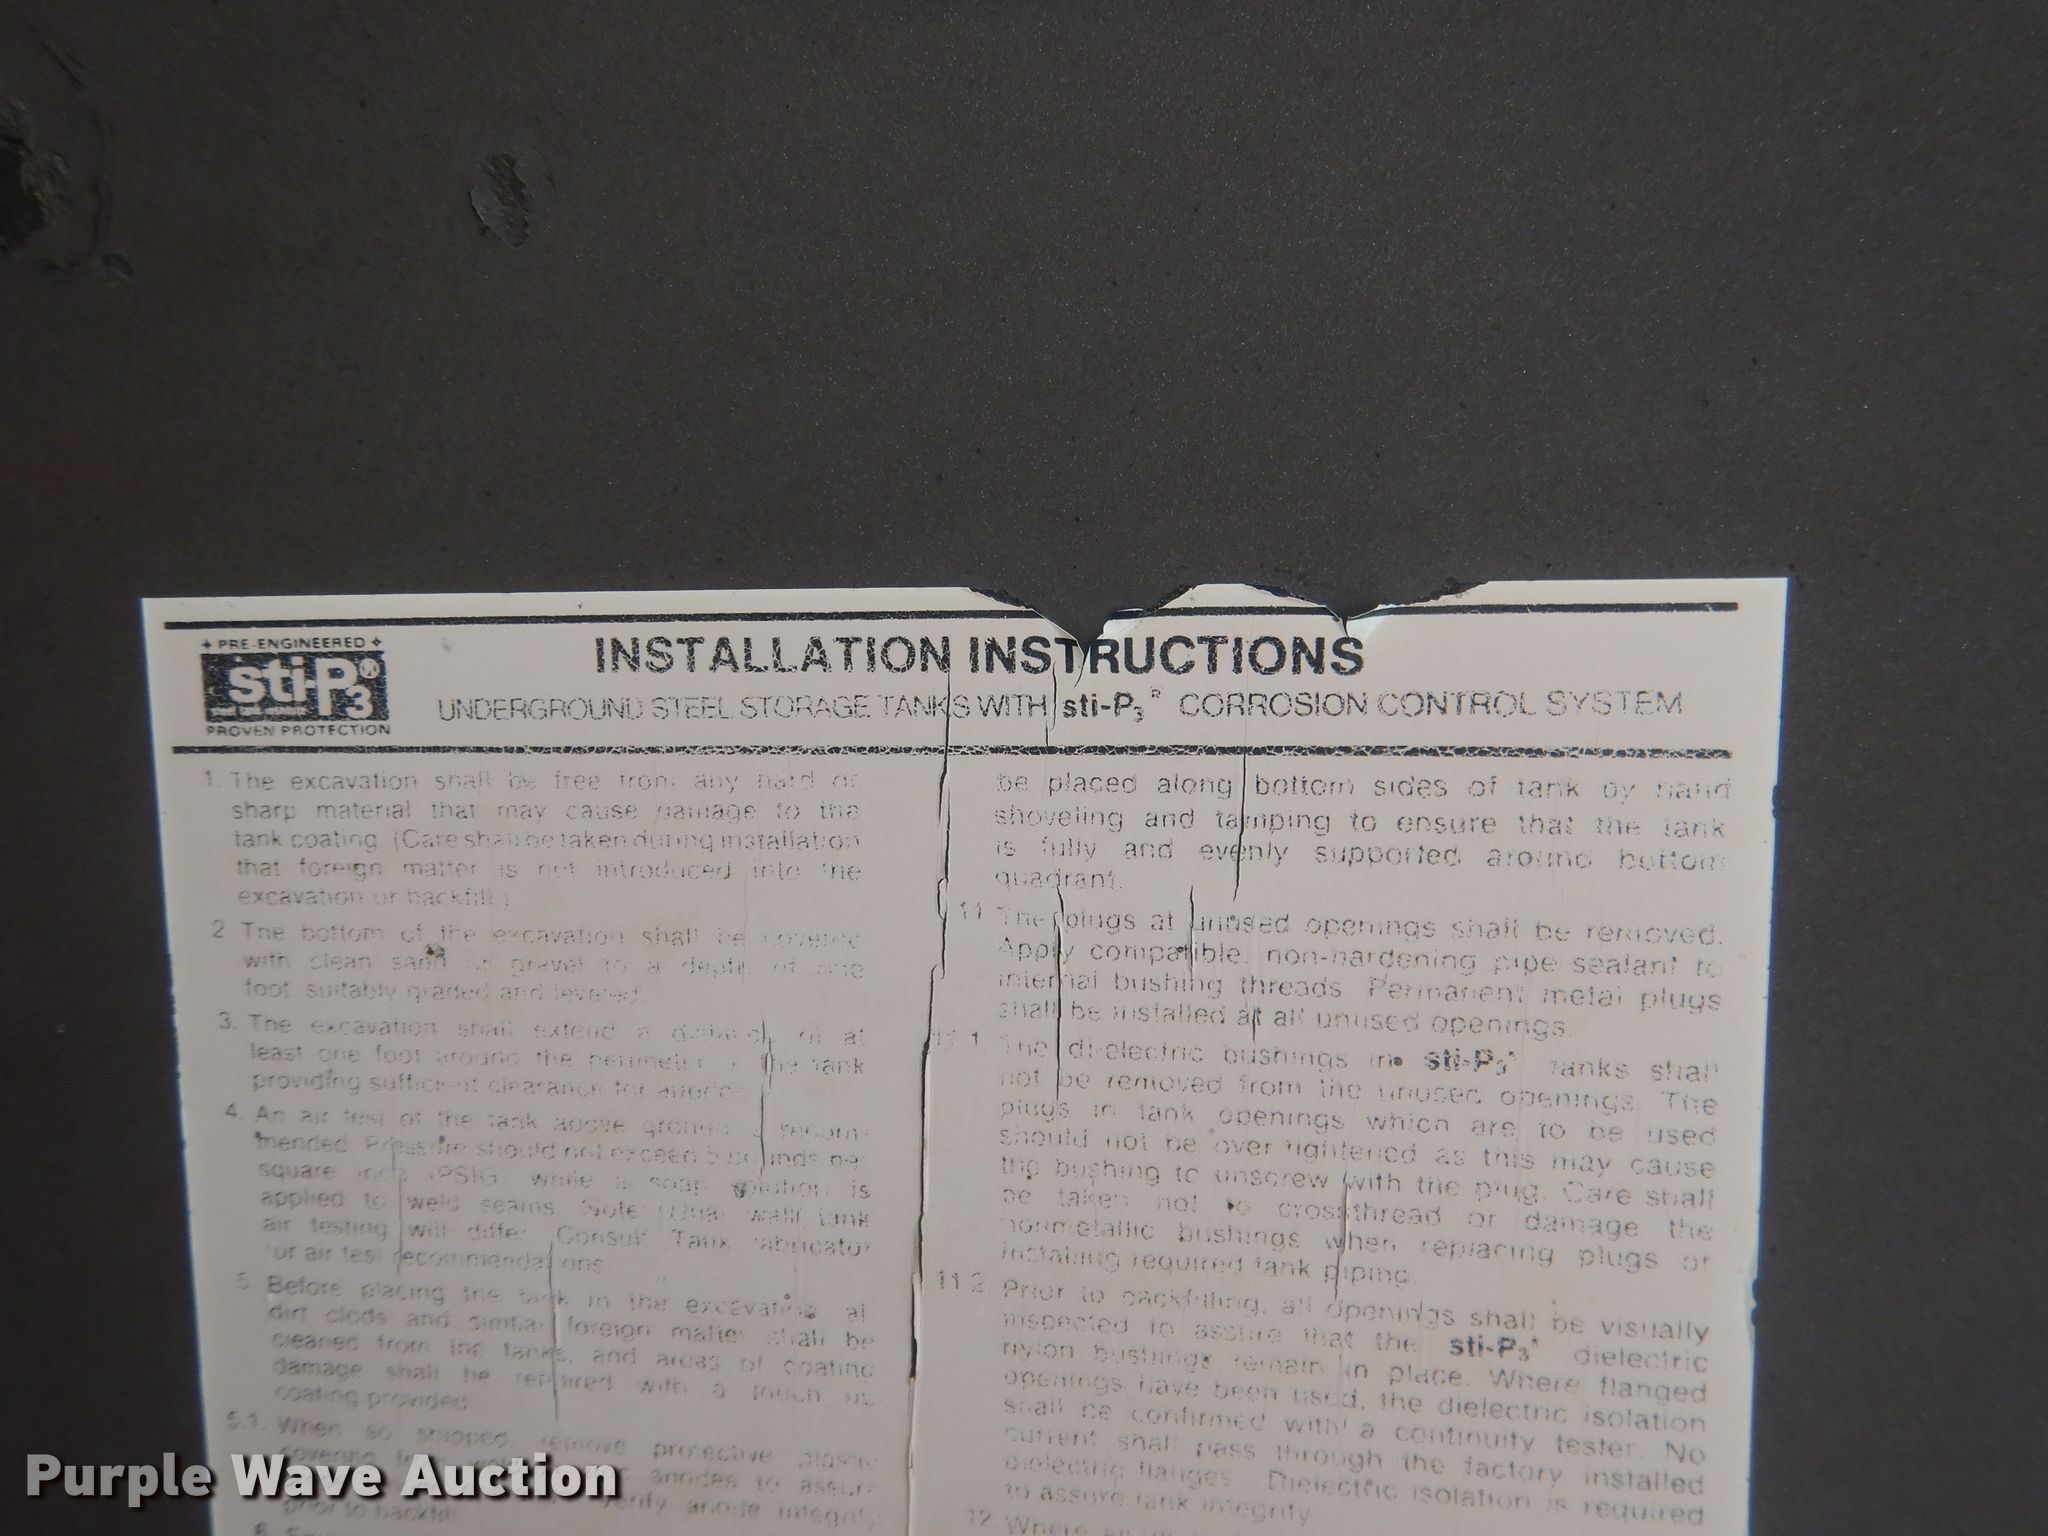 PRE-ENGINEERED
sti-P3®
PROVEN PROTECTION
INSTALLATION INSTRUCTIONS
UNDERGROUND STEEL STORAGE TANKS WITH sti-P3® CORROSION CONTROL SYSTEM
1. The excavation shall be free from any hard or
sharp material that may cause damage to the
tank coating. (Care shall be taken during installation
that foreign matter is not introduced into the
excavation or backfill.)
2. The bottom of the excavation shall be covered
with clean sand or gravel to a depth of one
foot, suitably graded and leveled.
3. The excavation shall extend a distance of at
least one foot around the perimeter of the tank
providing sufficient clearance for anodes.
4. An air test of the tank above ground is recom-
mended. Pressure should not exceed 5 pounds per
square inch (PSIG) while a soap solution is
applied to weld seams. Note: (Dual wall) tank
air testing will differ. Consult Tank fabricator
for air test recommendations.
5. Before placing the tank in the excavation, all
dirt clods and similar foreign matter shall be
cleaned from the tanks, and areas of coating
damage shall be repaired with a touch up
coating provided.
5.1. When so shipped, remove protective plastic
covering from anodes to assure
prior to backfill. Verify anode integrity
be placed along bottom sides of tank by hand
shoveling and tamping to ensure that the tank
is fully and evenly supported around bottom
quadrant.
11. The plugs at unused openings shall be removed.
Apply compatible, non-hardening pipe sealant to
internal bushing threads. Permanent metal plugs
shall be installed at all unused openings.
11.1. The di-electric bushings in sti-P3® tanks shall
not be removed from the unused openings. The
plugs in tank openings which are to be used
should not be over tightened as this may cause
the bushing to unscrew with the plug. Care shall
be taken not to crossthread or damage the
nonmetallic bushings when replacing plugs or
installing required tank piping.
11.2. Prior to backfilling, all openings shall be visually
inspected to assure that the sti-P3® dielectric
nylon bushings remain in place. Where flanged
openings have been used, the dielectric isolation
shall be confirmed with a continuity tester. No
current shall pass through the factory installed
dielectric flanges. Dielectric isolation is required
to assure tank integrity.
12. Where
Purple Wave Auction